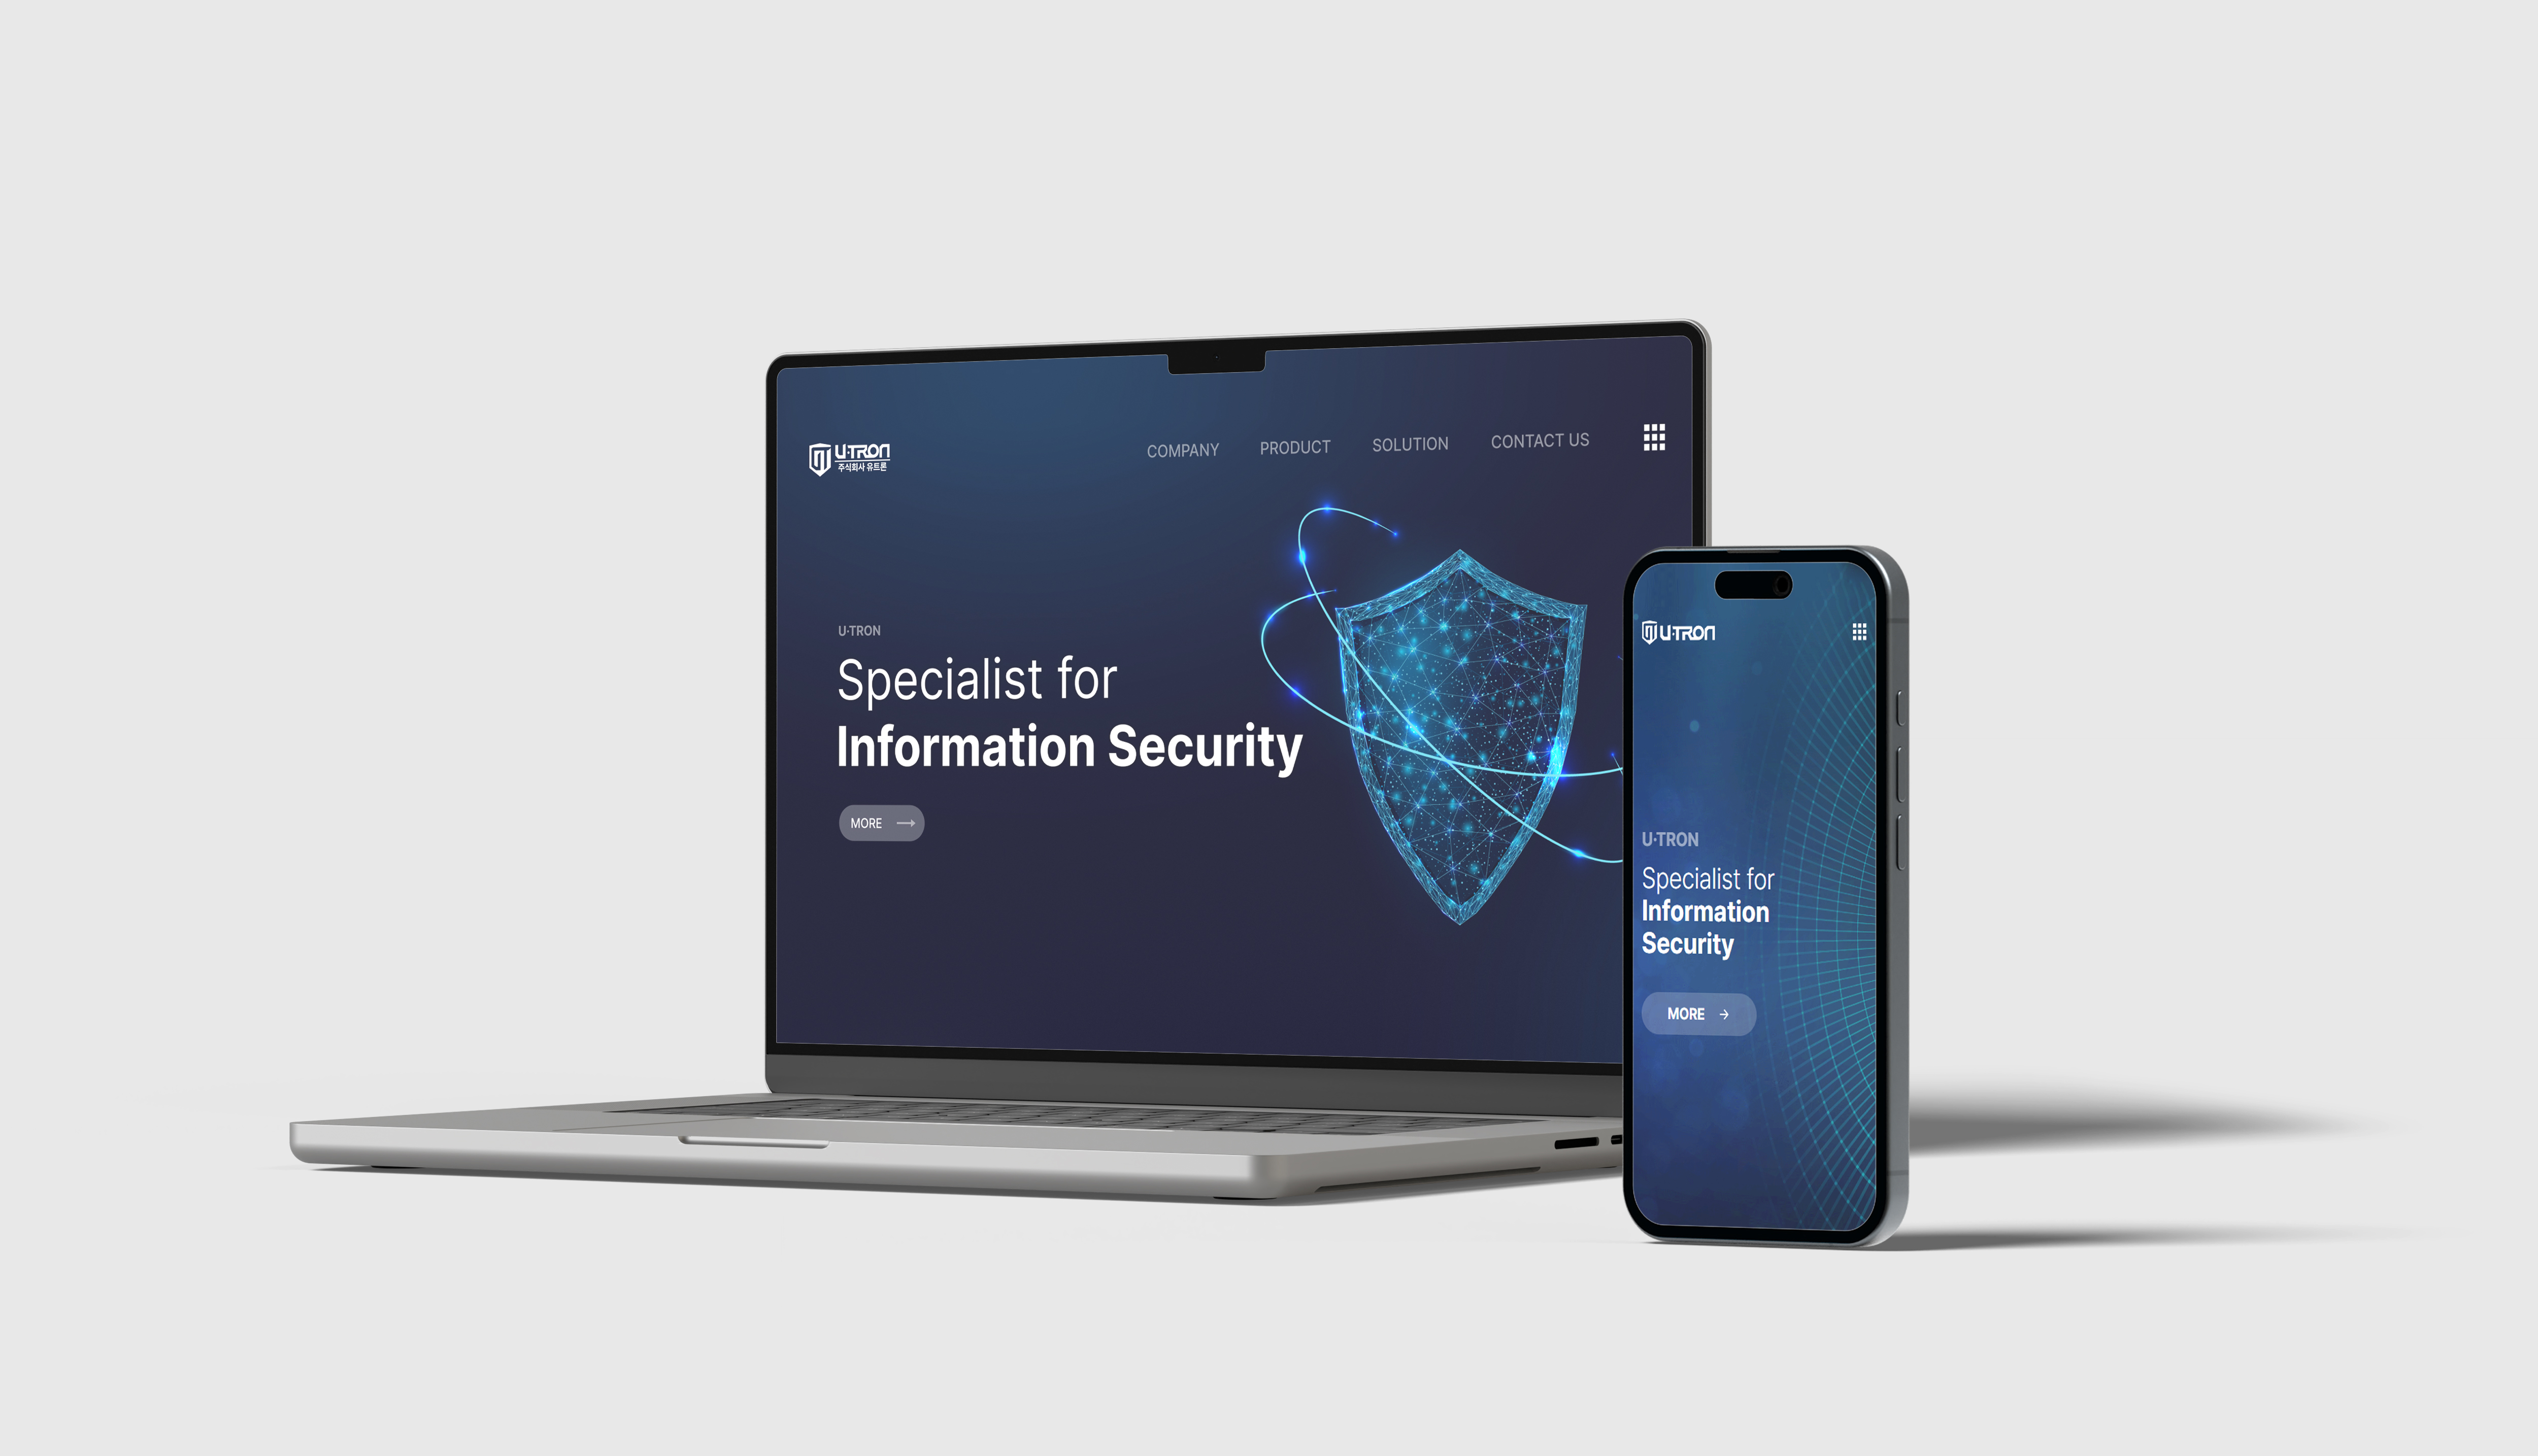 U·TRON
주식회사 유트론
COMPANY
PRODUCT
SOLUTION
CONTACT US
U·TRON
Specialist for
Information Security
MORE
U·TRON
U·TRON
Specialist for
Information
Security
MORE